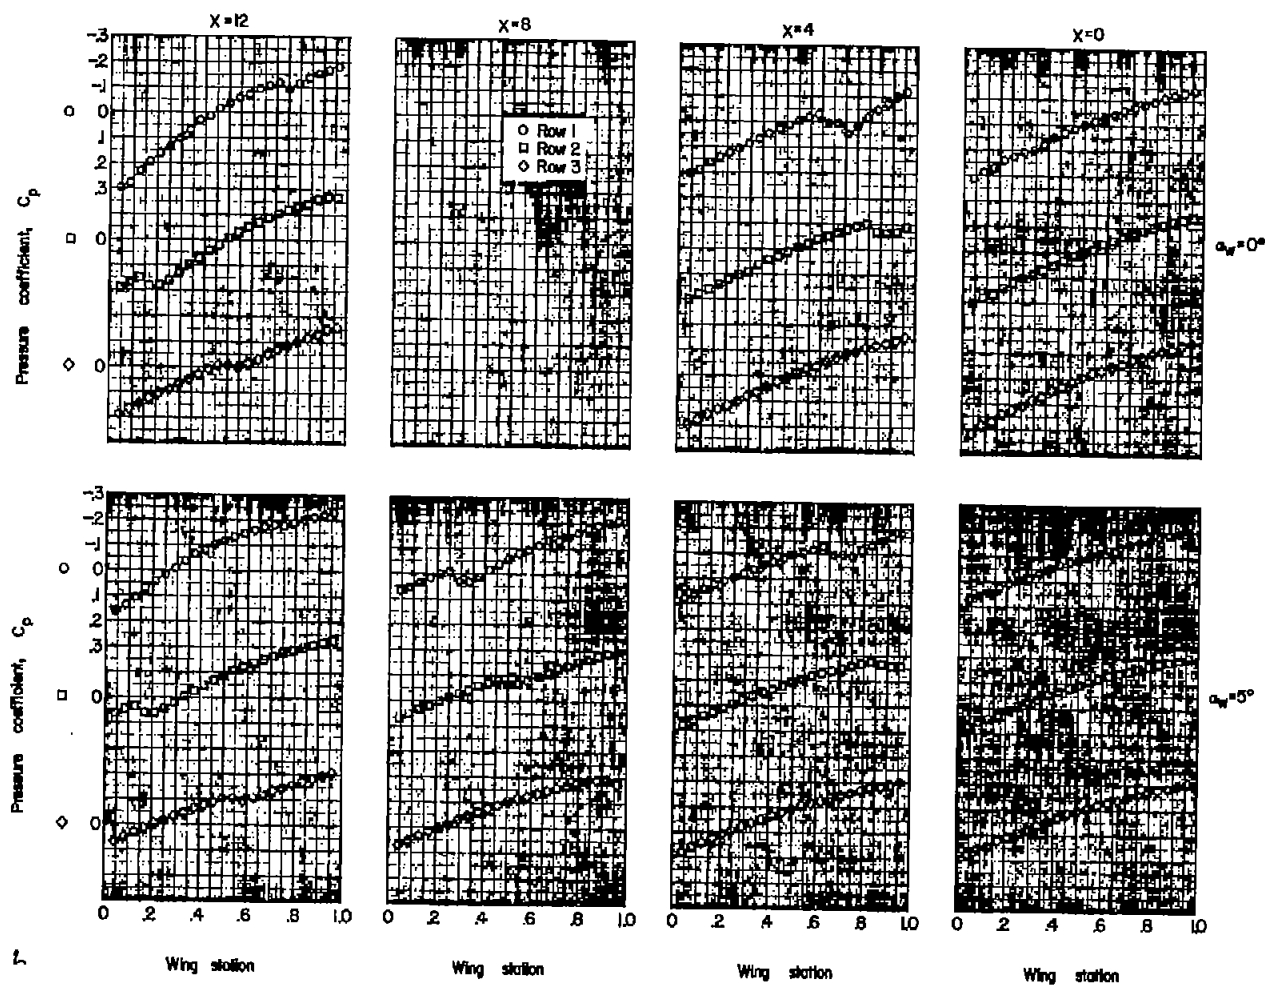 X=12
X=8
X=4
X=0
-.3
-.2
-.1
0
.1
.2
.3
0
0
Pressure coefficient, Cp
Row 1
Row 2
Row 3
αw=0°
-.3
-.2
-.1
0
.1
.2
.3
0
0
Pressure coefficient, Cp
αw=5°
0 .2 .4 .6 .8 1.0
0 .2 .4 .6 .8 1.0
0 .2 .4 .6 .8 1.0
0 .2 .4 .6 .8 1.0
Wing station
Wing station
Wing station
Wing station